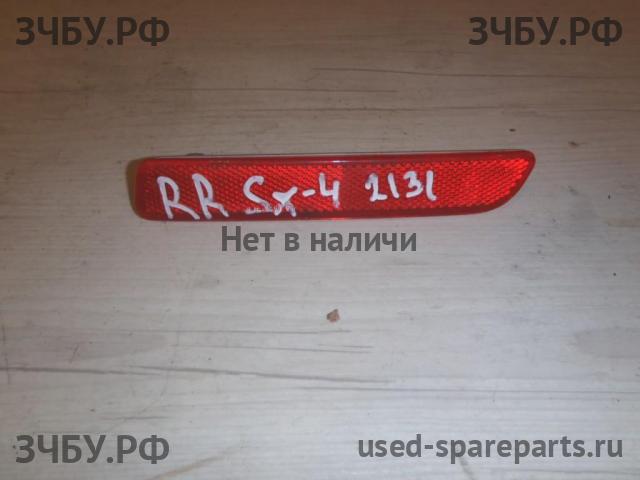 ЗЧБУ.РФ ЗЧБУ.РФ
RR Sx-4 2131
Нет в наличи
ЗЧБУ.РФ used-spareparts.ru